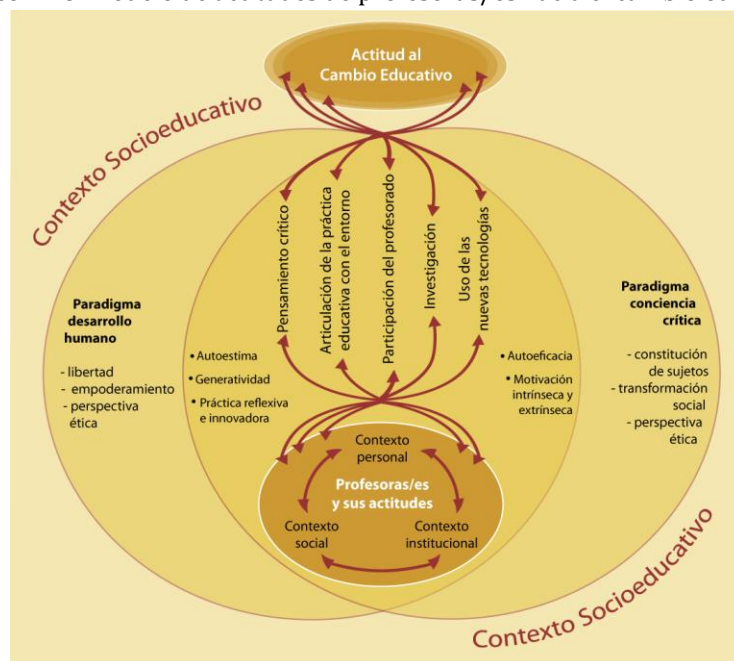 Actitud al
Cambio Educativo
Contexto Socioeducativo
Pensamiento crítico
Articulación de la práctica
educativa con el entorno
Participación del profesorado
Investigación
Uso de las
nuevas tecnologías
Paradigma
desarrollo
humano
- libertad
- empoderamiento
- perspectiva
ética
• Autoestima
• Generatividad
• Práctica reflexiva
e innovadora
• Autoeficacia
• Motivación
intrínseca y
extrínseca
Paradigma
conciencia
crítica
- constitución
de sujetos
- transformación
social
- perspectiva
ética
Contexto
personal
Profesoras/es
y sus actitudes
Contexto
social
Contexto
institucional
Contexto Socioeducativo